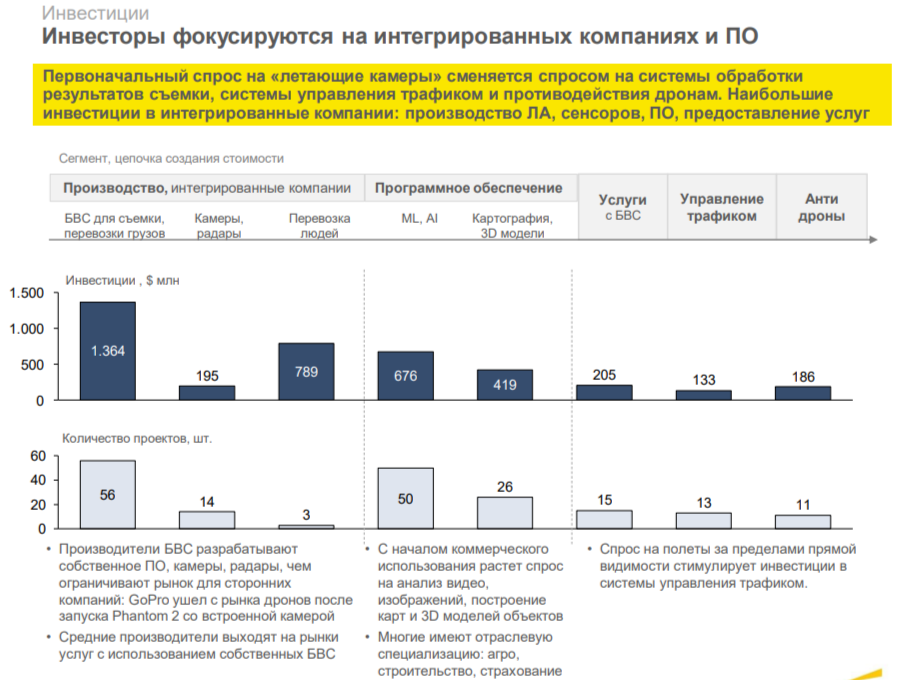 Инвестиции
Инвесторы фокусируются на интегрированных компаниях и ПО
Первоначальный спрос на «летающие камеры» сменяется спросом на системы обработки
результатов съемки, системы управления трафиком и противодействия дронам. Наибольшие
инвестиции в интегрированные компании: производство ЛА, сенсоров, ПО, предоставление услуг
Сегмент, цепочка создания стоимости
Производство, интегрированные компании
Программное обеспечение
Услуги
с БВС
Управление
трафиком
Анти
дроны
БВС для съемки,
перевозки грузов
Камеры,
радары
Перевозка
людей
ML, AI
Картография,
3D модели
Инвестиции , $ млн
1.500
1.000
500
0
1.364
195
789
676
419
205
133
186
Количество проектов, шт.
60
40
20
0
56
14
3
50
26
15
13
11
• Производители БВС разрабатывают
собственное ПО, камеры, радары, чем
ограничивают рынок для сторонних
компаний: GoPro ушел с рынка дронов после
запуска Phantom 2 со встроенной камерой
• Средние производители выходят на рынки
услуг с использованием собственных БВС
• С началом коммерческого
использования растет спрос
на анализ видео,
изображений, построение
карт и 3D моделей объектов
• Многие имеют отраслевую
специализацию: агро,
строительство, страхование
• Спрос на полеты за пределами прямой
видимости стимулирует инвестиции в
системы управления трафиком.